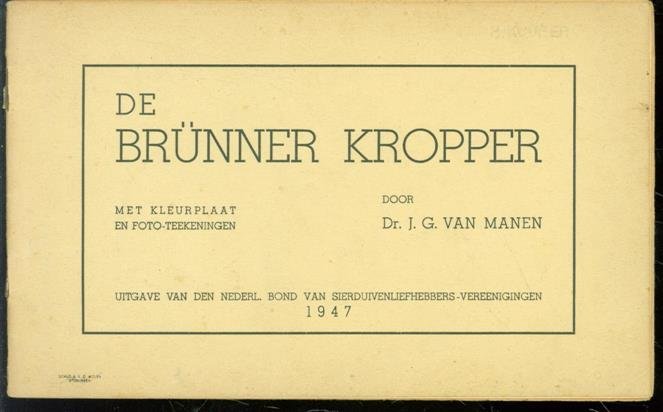 DE
BRÜNNER KROPPER
MET KLEURPLAAT
EN FOTO-TEEKENINGEN
DOOR
Dr. J. G. VAN MANEN
UITGAVE VAN DEN NEDERL. BOND VAN SIERDUIVENLIEFHEBBERS-VEREENIGINGEN
1947